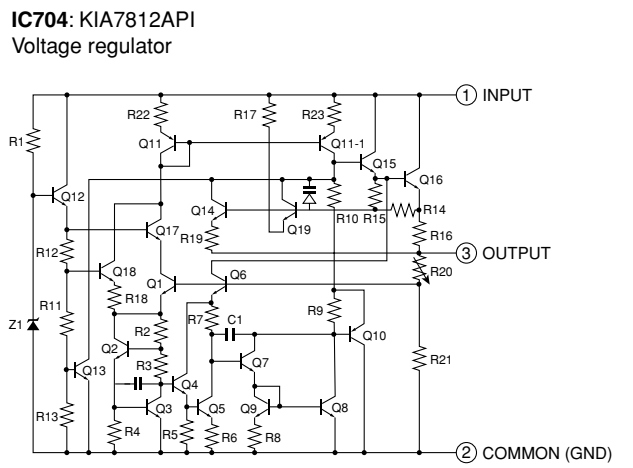 IC704: KIA7812API
Voltage regulator
1 INPUT
R22 R17 R23
R1 Q11 Q11-1
Q15
Q12 Q16
Q14 R10 R15 R14
Q17 R19 Q19 R16
R12 3 OUTPUT
Q18 Q1 Q6 R20
R18
R11 R7 C1 R9
Z1 R2 Q10
Q2 Q7 R21
Q13 R3 Q4
Q3 Q5 Q9 Q8
R13 R4 R5 R6 R8
2 COMMON (GND)